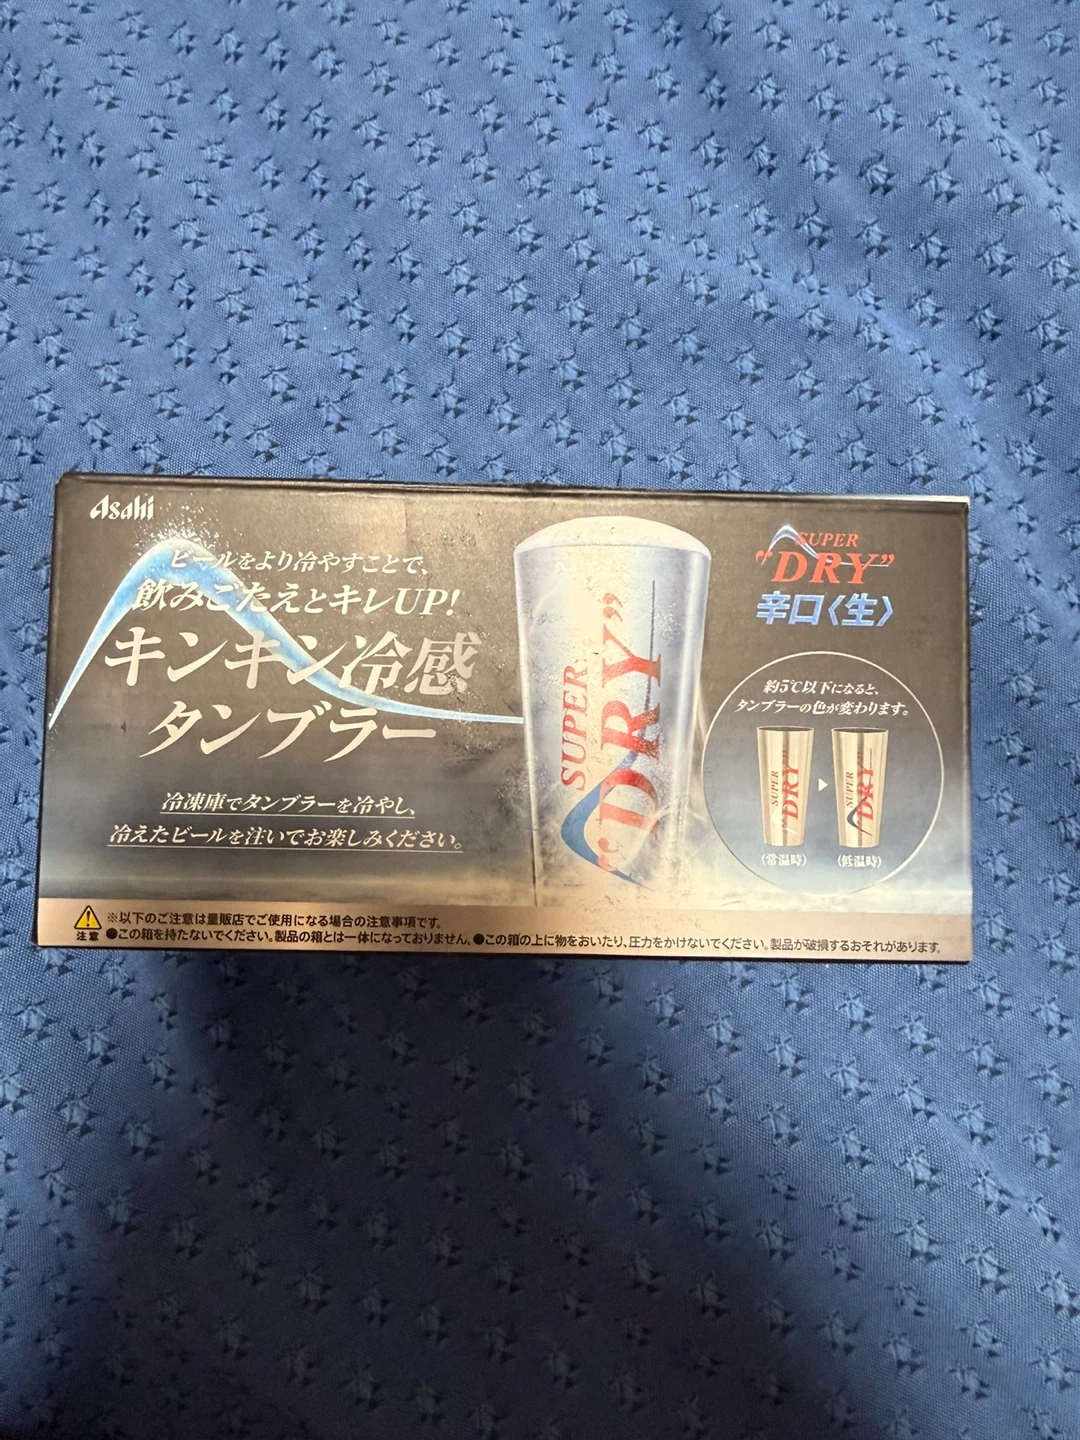 Asahi
ビールをより冷やすことで、
飲みごたえとキレUP!
キンキン冷感
タンブラー
冷凍庫でタンブラーを冷やし、
冷えたビールを注いでお楽しみください。
SUPER
"DRY"
SUPER
"DRY"
辛口〈生〉
約5℃以下になると、
タンブラーの色が変わります。
SUPER
"DRY"
SUPER
"DRY"
(常温時)
(低温時)
注意
※以下のご注意は量販店でご使用になる場合の注意事項です。
●この箱を持たないでください。製品の箱とは一体になっておりません。●この箱の上に物をおいたり、圧力をかけないでください。製品が破損するおそれがあります。